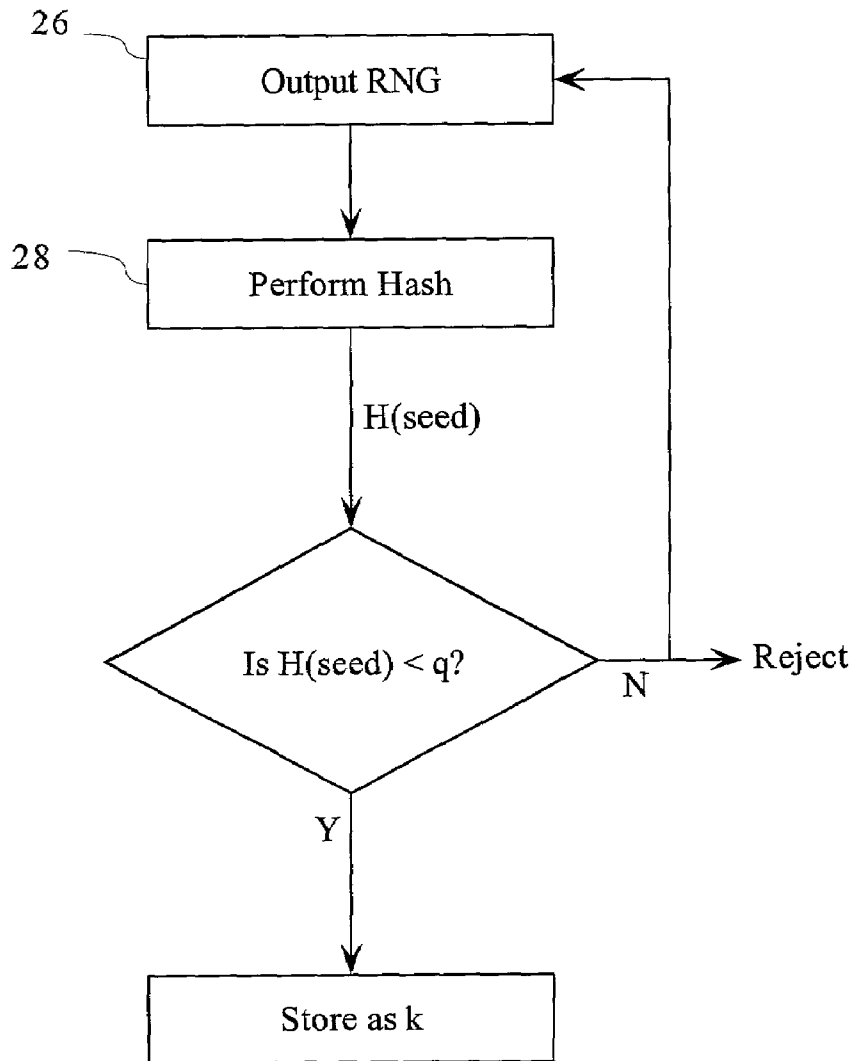 26
Output RNG
28
Perform Hash
H(seed)
Is H(seed) < q?
N
Reject
Y
Store as k